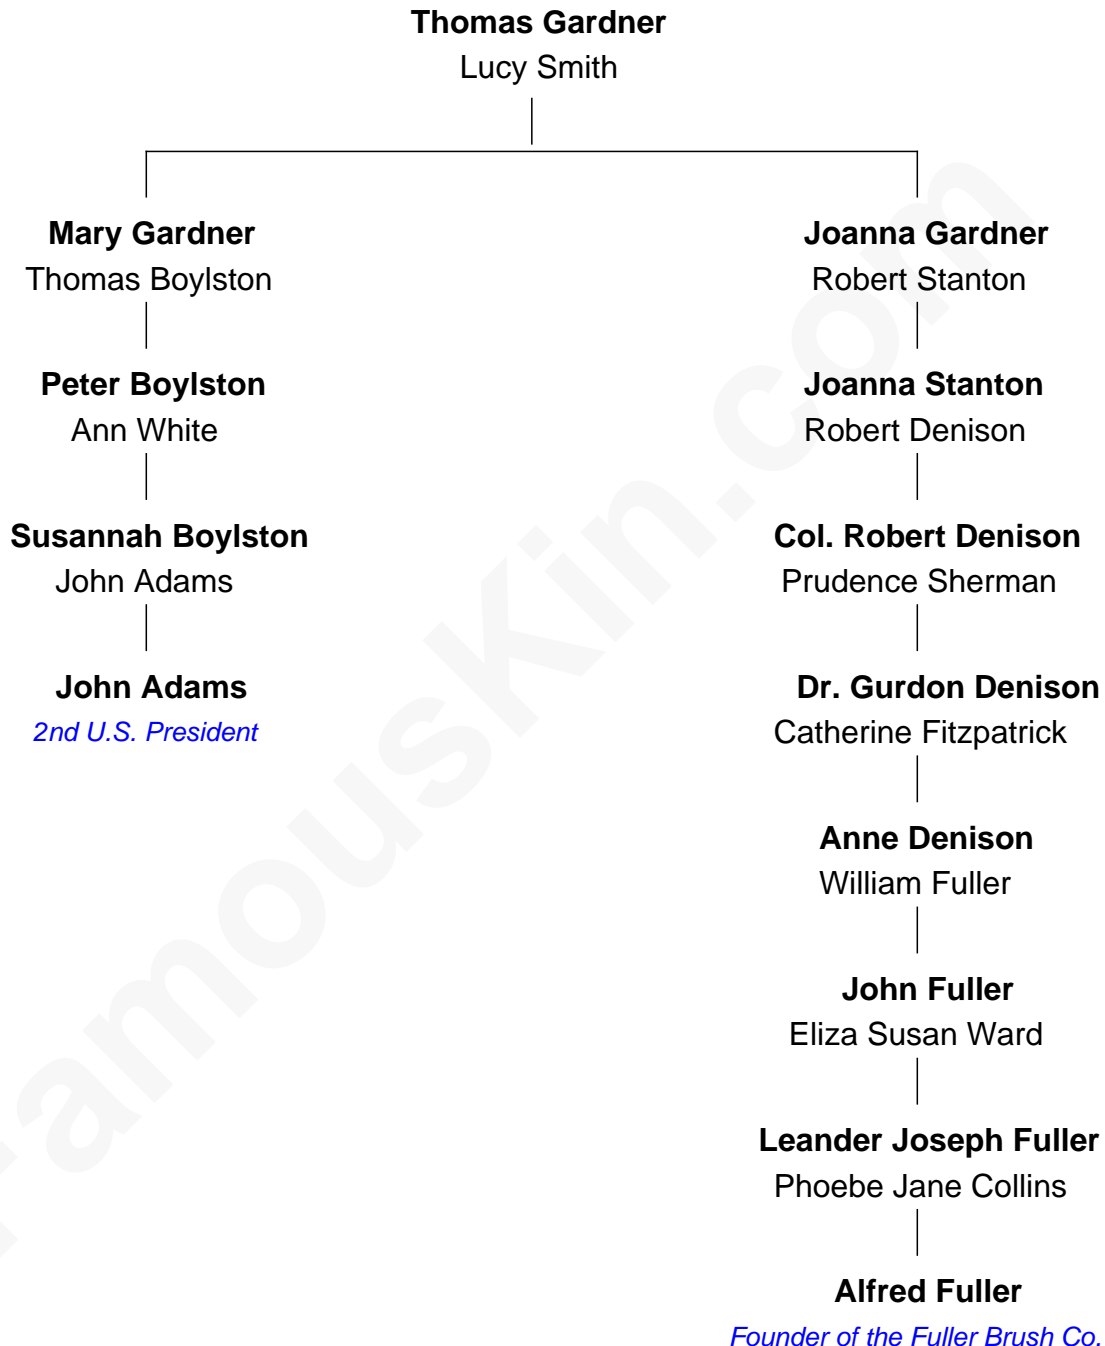 Thomas Gardner
Lucy Smith
Mary Gardner
Thomas Boylston
Joanna Gardner
Robert Stanton
Peter Boylston
Ann White
Joanna Stanton
Robert Denison
Susannah Boylston
John Adams
Col. Robert Denison
Prudence Sherman
John Adams
2nd U.S. President
Dr. Gurdon Denison
Catherine Fitzpatrick
Anne Denison
William Fuller
John Fuller
Eliza Susan Ward
Leander Joseph Fuller
Phoebe Jane Collins
Alfred Fuller
Founder of the Fuller Brush Co.
FamousKin.com